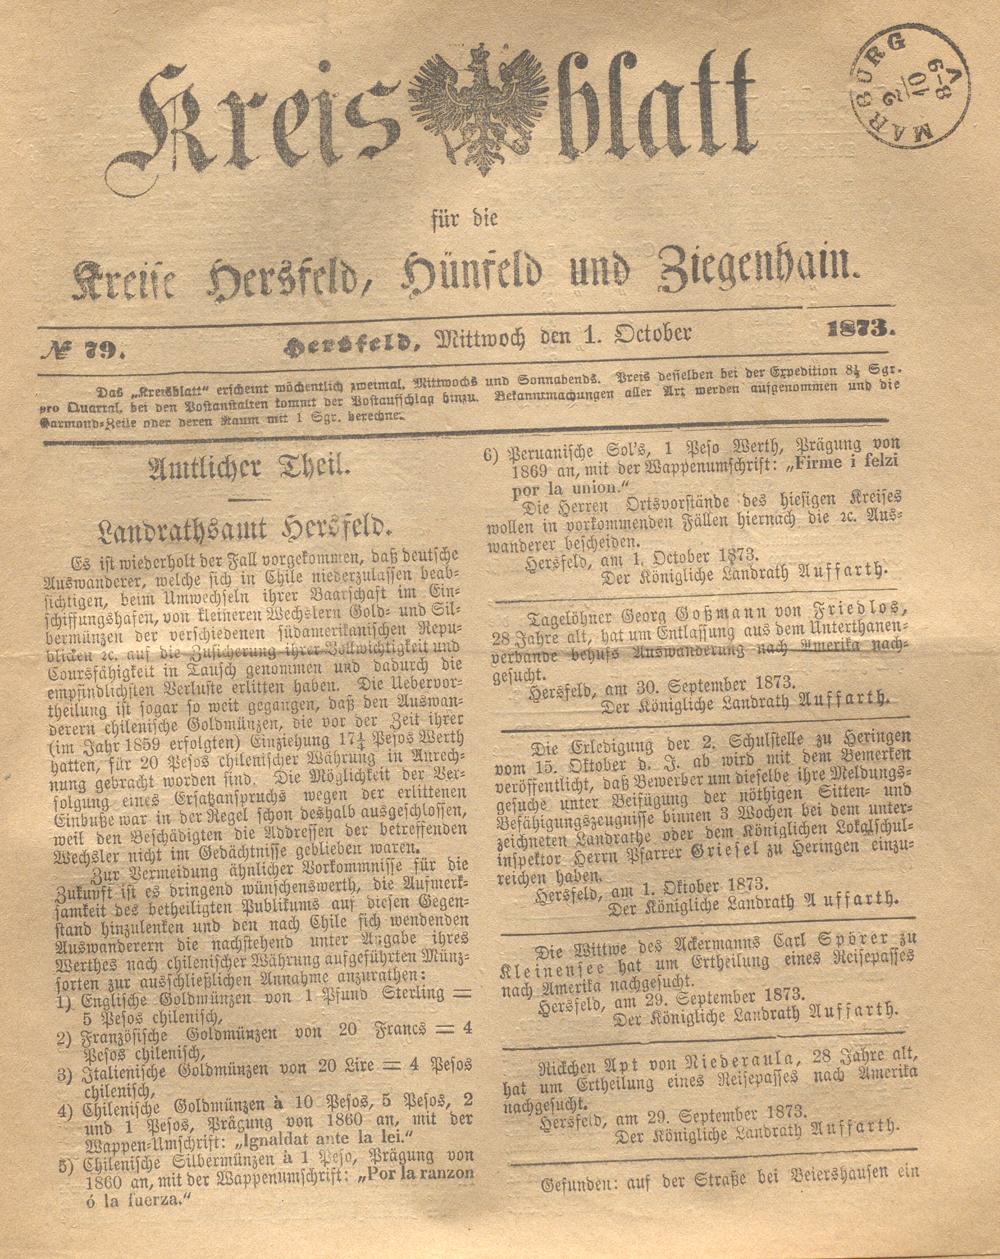 Kreisblatt
MARBURG
2/10
6-8 V
für die
Kreise Hersfeld, Hünfeld und Ziegenhain.
№ 79. Hersfeld, Mittwoch den 1. October 1873.
Das „Kreisblatt“ erscheint wöchentlich zweimal, Mittwochs und Sonnabends. Preis desselben bei der Expedition 8½ Sgr.
pro Quartal, bei den Postanstalten kommt der Postaufschlag hinzu. Bekanntmachungen aller Art werden aufgenommen und die
Garmond-Zeile oder deren Raum mit 1 Sgr. berechnet.
Amtlicher Theil.
Landrathsamt Hersfeld.
Es ist wiederholt der Fall vorgekommen, daß deutsche
Auswanderer, welche sich in Chile niederzulassen beab-
sichtigen, beim Umwechseln ihrer Baarschaft im Ein-
schiffungshafen, von kleineren Wechslern Gold- und Sil-
bermünzen der verschiedenen südamerikanischen Repu-
bliken ꝛc. auf die Zusicherung ihrer Vollwichtigkeit und
Coursfähigkeit in Tausch genommen und dadurch die
empfindlichsten Verluste erlitten haben. Die Uebervor-
theilung ist sogar so weit gegangen, daß den Auswan-
derern chilenische Goldmünzen, die vor der Zeit ihrer
(im Jahr 1859 erfolgten) Einziehung 17¼ Pesos Werth
hatten, für 20 Pesos chilenischer Währung in Anrech-
nung gebracht worden sind. Die Möglichkeit der Ver-
folgung eines Ersatzanspruchs wegen der erlittenen
Einbuße war in der Regel schon deshalb ausgeschlossen,
weil den Beschädigten die Addressen der betreffenden
Wechsler nicht im Gedächtnisse geblieben waren.
Zur Vermeidung ähnlicher Vorkommnisse für die
Zukunft ist es dringend wünschenswerth, die Aufmerk-
samkeit des betheiligten Publikums auf diesen Gegen-
stand hinzulenken und den nach Chile sich wendenden
Auswanderern die nachstehend unter Angabe ihres
Werthes nach chilenischer Währung aufgeführten Münz-
sorten zur ausschließlichen Annahme anzurathen:
1) Englische Goldmünzen von 1 Pfund Sterling =
5 Pesos chilenisch,
2) Französische Goldmünzen von 20 Francs = 4
Pesos chilenisch,
3) Italienische Goldmünzen von 20 Lire = 4 Pesos
chilenisch,
4) Chilenische Goldmünzen à 10 Pesos, 5 Pesos, 2
und 1 Pesos, Prägung von 1860 an, mit der
Wappen-Umschrift: „Ignaldat ante la lei.“
5) Chilenische Silbermünzen à 1 Peso, Prägung von
1860 an, mit der Wappenumschrift: „Por la ranzon
ó la fuerza.“
6) Peruanische Sol's, 1 Peso Werth, Prägung von
1869 an, mit der Wappenumschrift: „Firme i felzi
por la union.“
Die Herren Ortsvorstände des hiesigen Kreises
wollen in vorkommenden Fällen hiernach die ꝛc. Aus-
wanderer bescheiden.
Hersfeld, am 1. October 1873.
Der Königliche Landrath Auffarth.
Tagelöhner Georg Goßmann von Friedlos,
28 Jahre alt, hat um Entlassung aus dem Unterthanen-
verbande behufs Auswanderung nach Amerika nach-
gesucht.
Hersfeld, am 30. September 1873.
Der Königliche Landrath Auffarth.
Die Erledigung der 2. Schulstelle zu Heringen
vom 15. Oktober d. J. ab wird mit dem Bemerken
veröffentlicht, daß Bewerber um dieselbe ihre Meldungs-
gesuche unter Beifügung der nöthigen Sitten- und
Befähigungszeugnisse binnen 3 Wochen bei dem unter-
zeichneten Landrathe oder dem Königlichen Lokalschul-
inspektor Herrn Pfarrer Griesel zu Heringen einzu-
reichen haben.
Hersfeld, am 1. Oktober 1873.
Der Königliche Landrath Auffarth.
Die Wittwe des Ackermanns Carl Spörer zu
Kleinensee hat um Ertheilung eines Reisepasses
nach Amerika nachgesucht.
Hersfeld, am 29. September 1873.
Der Königliche Landrath Auffarth.
Rickchen Apt von Niederaula, 28 Jahre alt,
hat um Ertheilung eines Reisepasses nach Amerika
nachgesucht.
Hersfeld, am 29. September 1873.
Der Königliche Landrath Auffarth.
Gefunden: auf der Straße bei Beiershausen ein